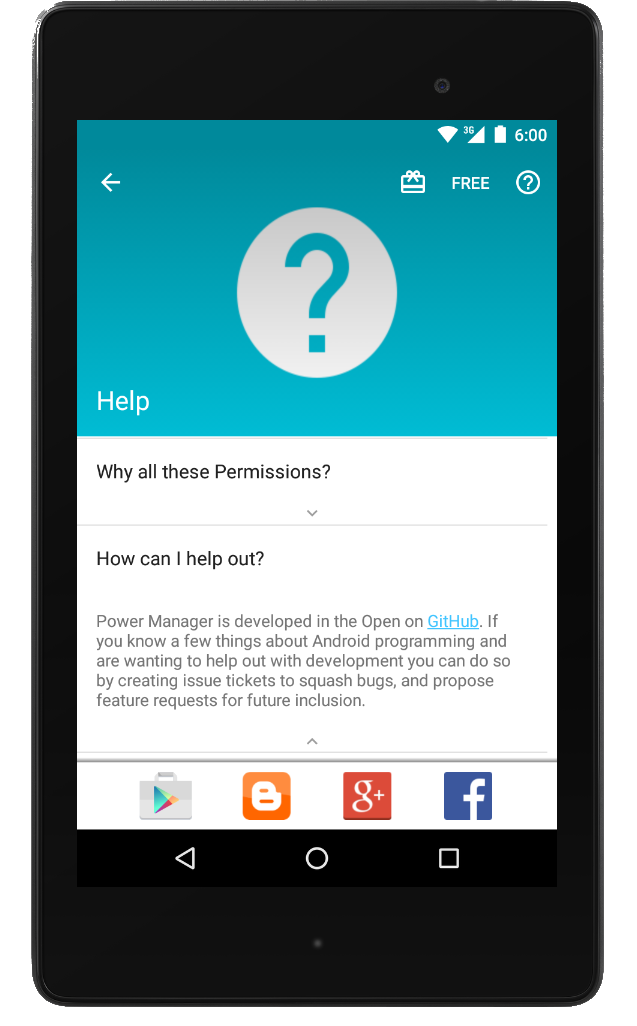 3G 6:00
FREE
?
Help
Why all these Permissions?
How can I help out?
Power Manager is developed in the Open on GitHub. If
you know a few things about Android programming and
are wanting to help out with development you can do so
by creating issue tickets to squash bugs, and propose
feature requests for future inclusion.
g+ f